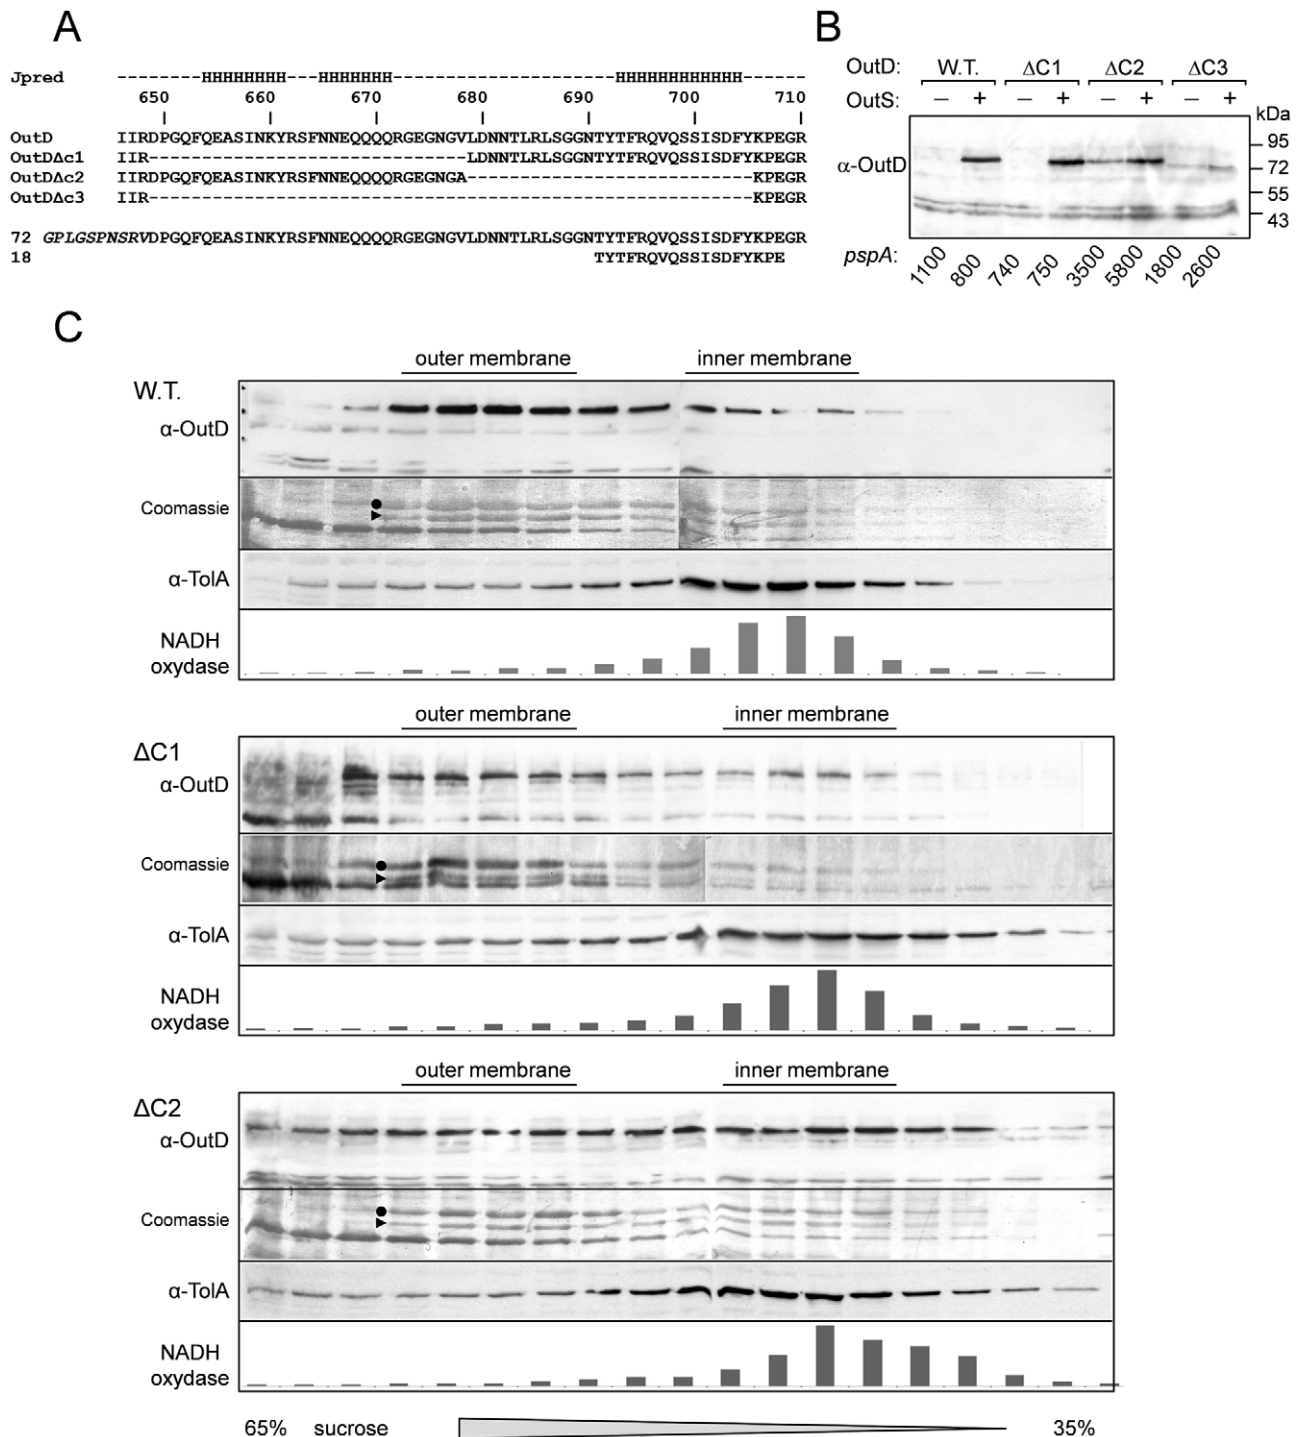 A
Jpred --------HHHHHHHH---HHHHHHH---------------------HHHHHHHHHHHH------
650 660 670 680 690 700 710
OutD IIRDPGQFQEASINKYRSFNNEQQQQRGEGNGVLDNNTLRLSGGNTYTFRQVQSSISDFYKPEGR
OutDΔc1 IIR------------------------------LDNNTLRLSGGNTYTFRQVQSSISDFYKPEGR
OutDΔc2 IIRDPGQFQEASINKYRSFNNEQQQQRGEGNGA---------------------------KPEGR
OutDΔc3 IIR---------------------------------------------------------KPEGR
72 GPLGSPNSRVDPGQFQEASINKYRSFNNEQQQQRGEGNGVLDNNTLRLSGGNTYTFRQVQSSISDFYKPEGR
18 TYTFRQVQSSISDFYKPE
B
OutD: W.T. ΔC1 ΔC2 ΔC3
OutS: – + – + – + – +
kDa
95
α-OutD
72
55
43
pspA: 1100 800 740 750 3500 5800 1800 2600
C
outer membrane inner membrane
W.T.
α-OutD
Coomassie
α-TolA
NADH
oxydase
outer membrane inner membrane
ΔC1
α-OutD
Coomassie
α-TolA
NADH
oxydase
outer membrane inner membrane
ΔC2
α-OutD
Coomassie
α-TolA
NADH
oxydase
65% sucrose 35%